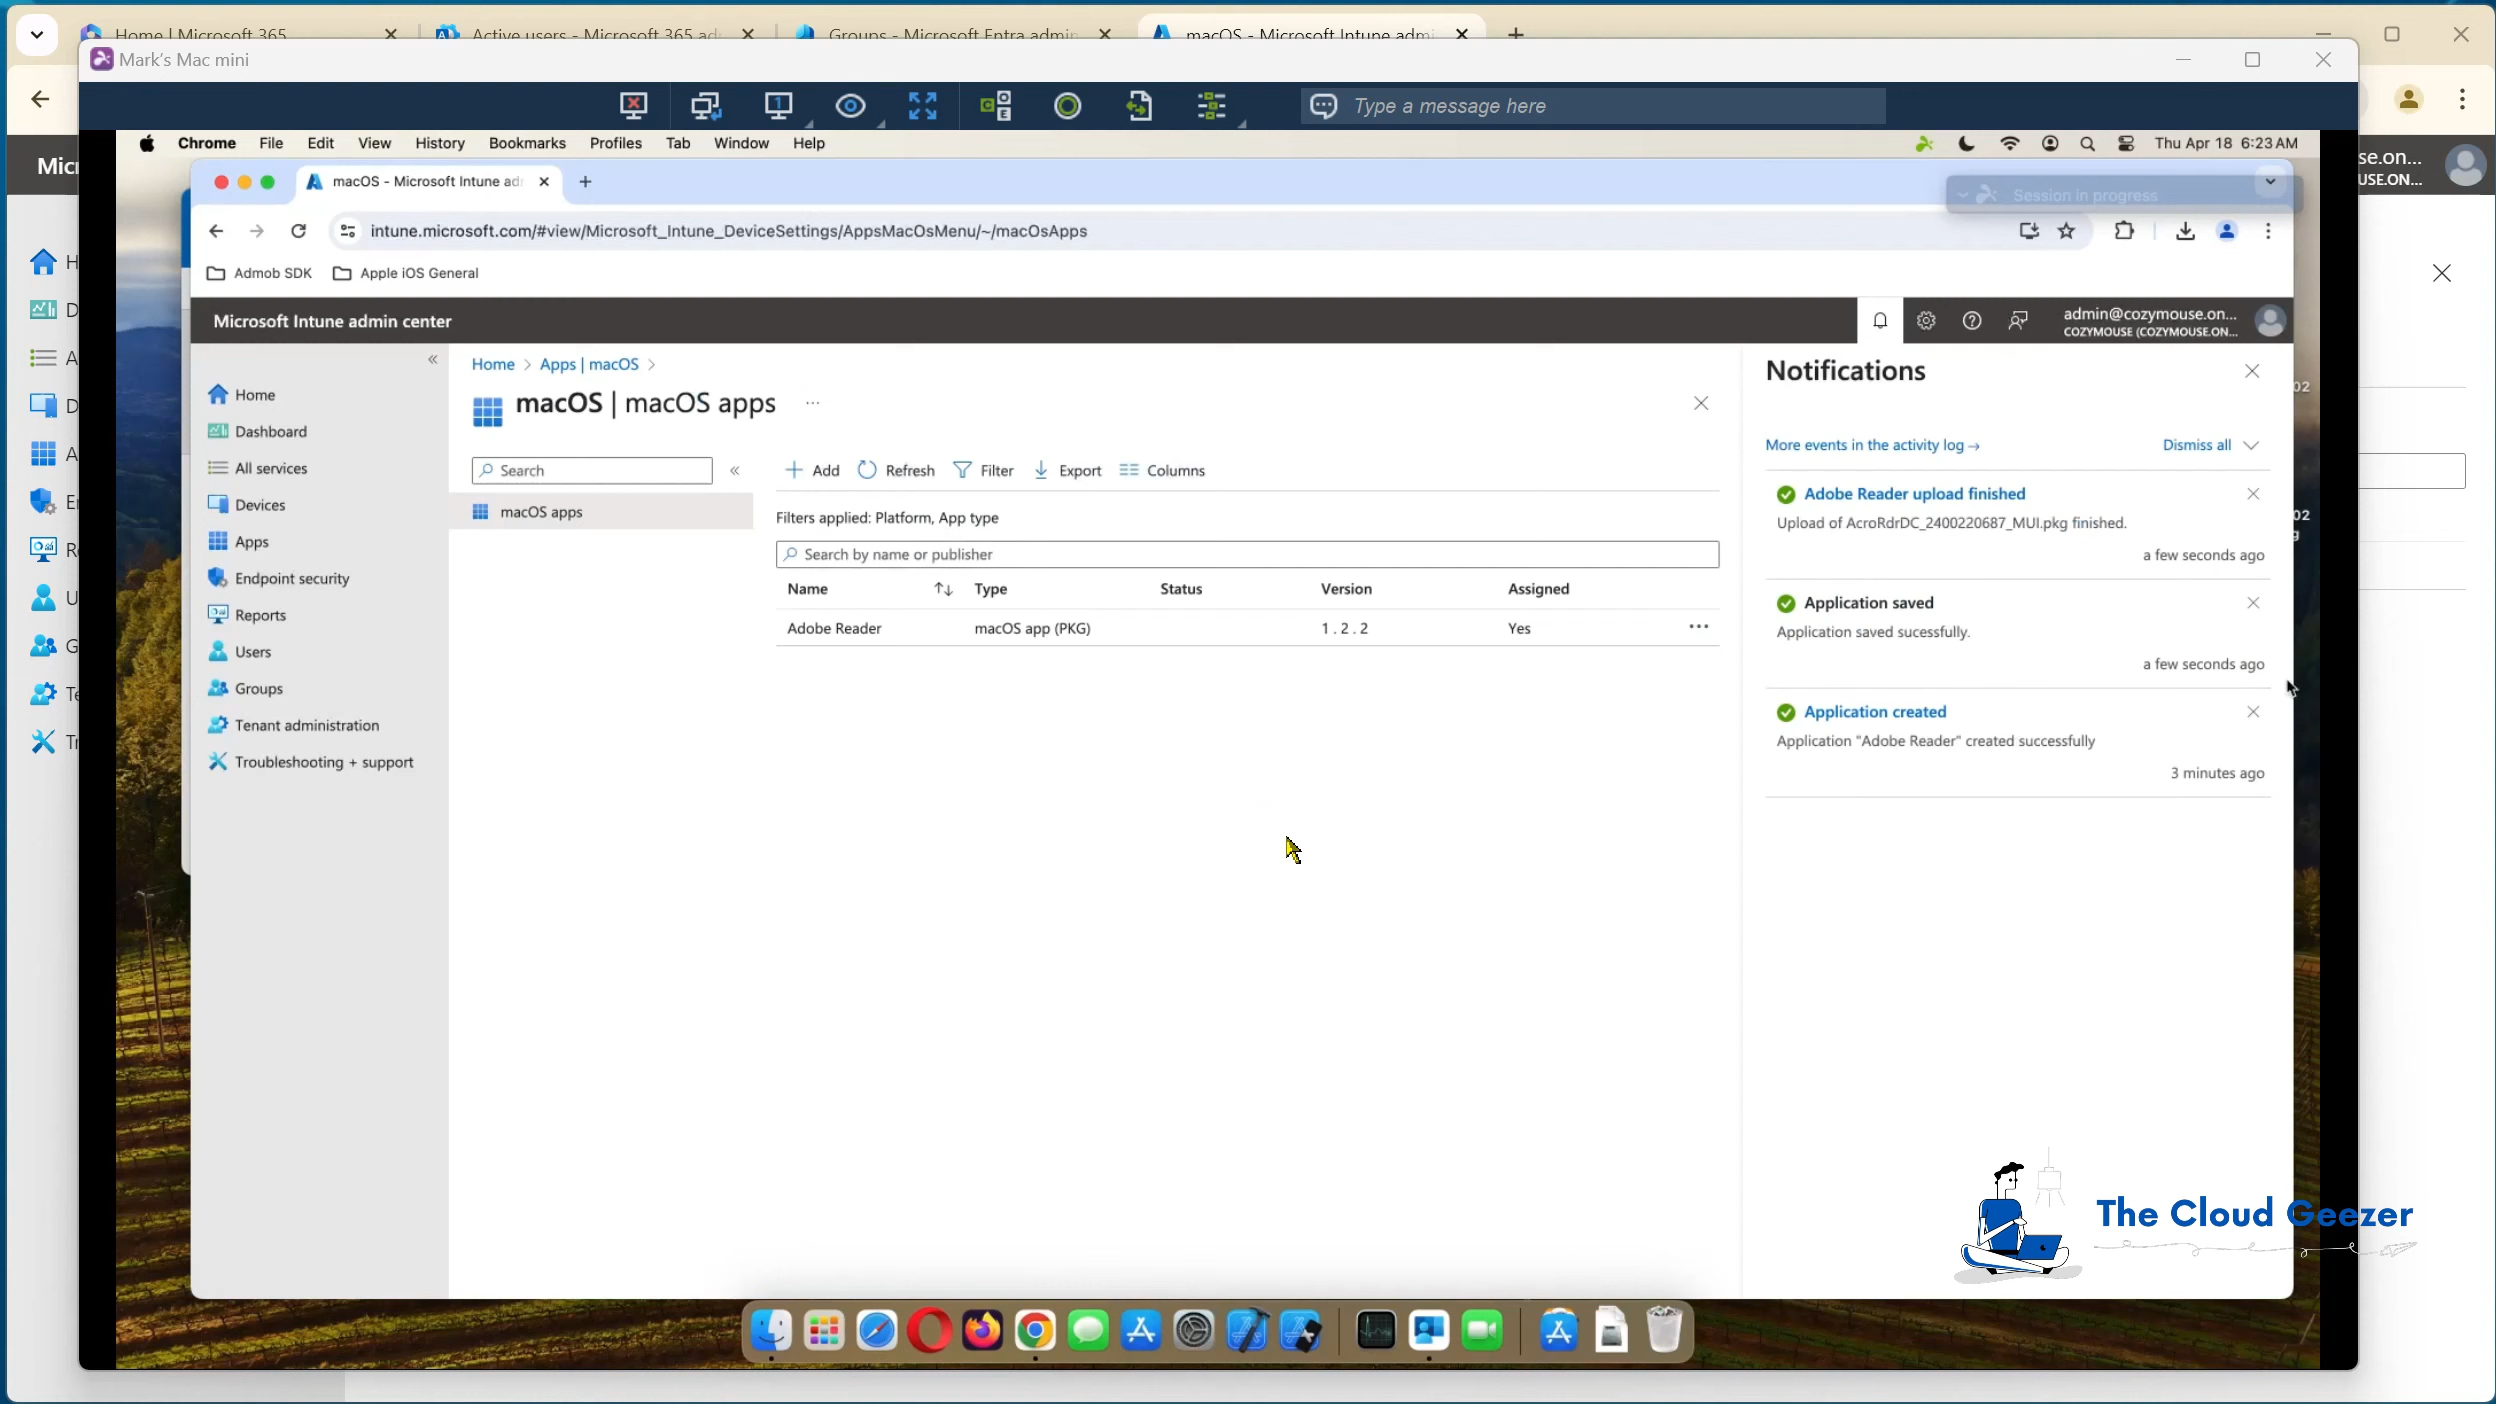 Home | Microsoft 365
Active users - Microsoft 365 ad
Groups - Microsoft Entra admin
macOS - Microsoft Intune admi
Mark's Mac mini
Type a message here
Chrome File Edit View History Bookmarks Profiles Tab Window Help
Thu Apr 18 6:23 AM
macOS - Microsoft Intune ad
Session in progress
intune.microsoft.com/#view/Microsoft_Intune_DeviceSettings/AppsMacOsMenu/~/macOsApps
Admob SDK
Apple iOS General
Microsoft Intune admin center
admin@cozymouse.on...
COZYMOUSE (COZYMOUSE.ON...
se.on...
USE.ON...
Home
Dashboard
All services
Devices
Apps
Endpoint security
Reports
Users
Groups
Tenant administration
Troubleshooting + support
Home > Apps | macOS >
macOS | macOS apps ...
Search
macOS apps
Add
Refresh
Filter
Export
Columns
Filters applied: Platform, App type
Search by name or publisher
Name Type Status Version Assigned
Adobe Reader macOS app (PKG) 1 . 2 . 2 Yes ...
Notifications
More events in the activity log →
Dismiss all
Adobe Reader upload finished
Upload of AcroRdrDC_2400220687_MUI.pkg finished.
a few seconds ago
Application saved
Application saved sucessfully.
a few seconds ago
Application created
Application "Adobe Reader" created successfully
3 minutes ago
The Cloud Geezer